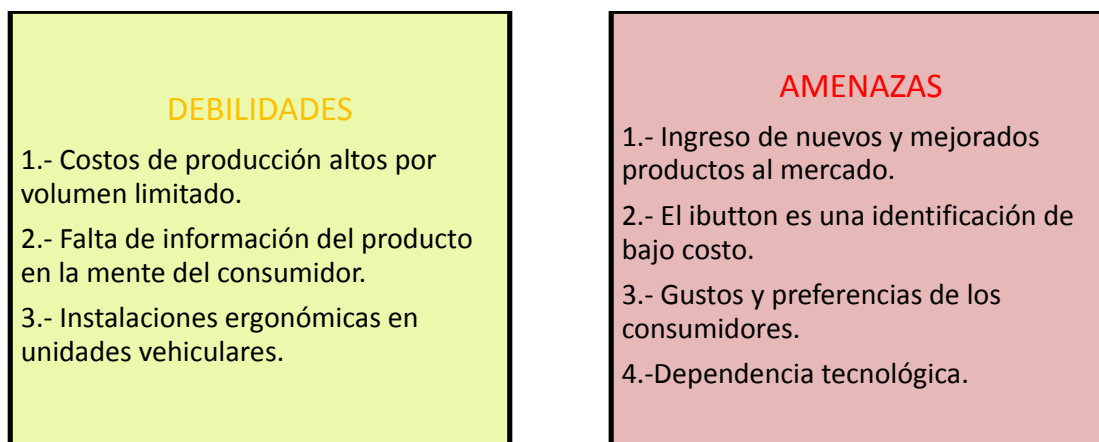 DEBILIDADES
1.- Costos de producción altos por
volumen limitado.
2.- Falta de información del producto
en la mente del consumidor.
3.- Instalaciones ergonómicas en
unidades vehiculares.
AMENAZAS
1.- Ingreso de nuevos y mejorados
productos al mercado.
2.- El ibutton es una identificación de
bajo costo.
3.- Gustos y preferencias de los
consumidores.
4.-Dependencia tecnológica.